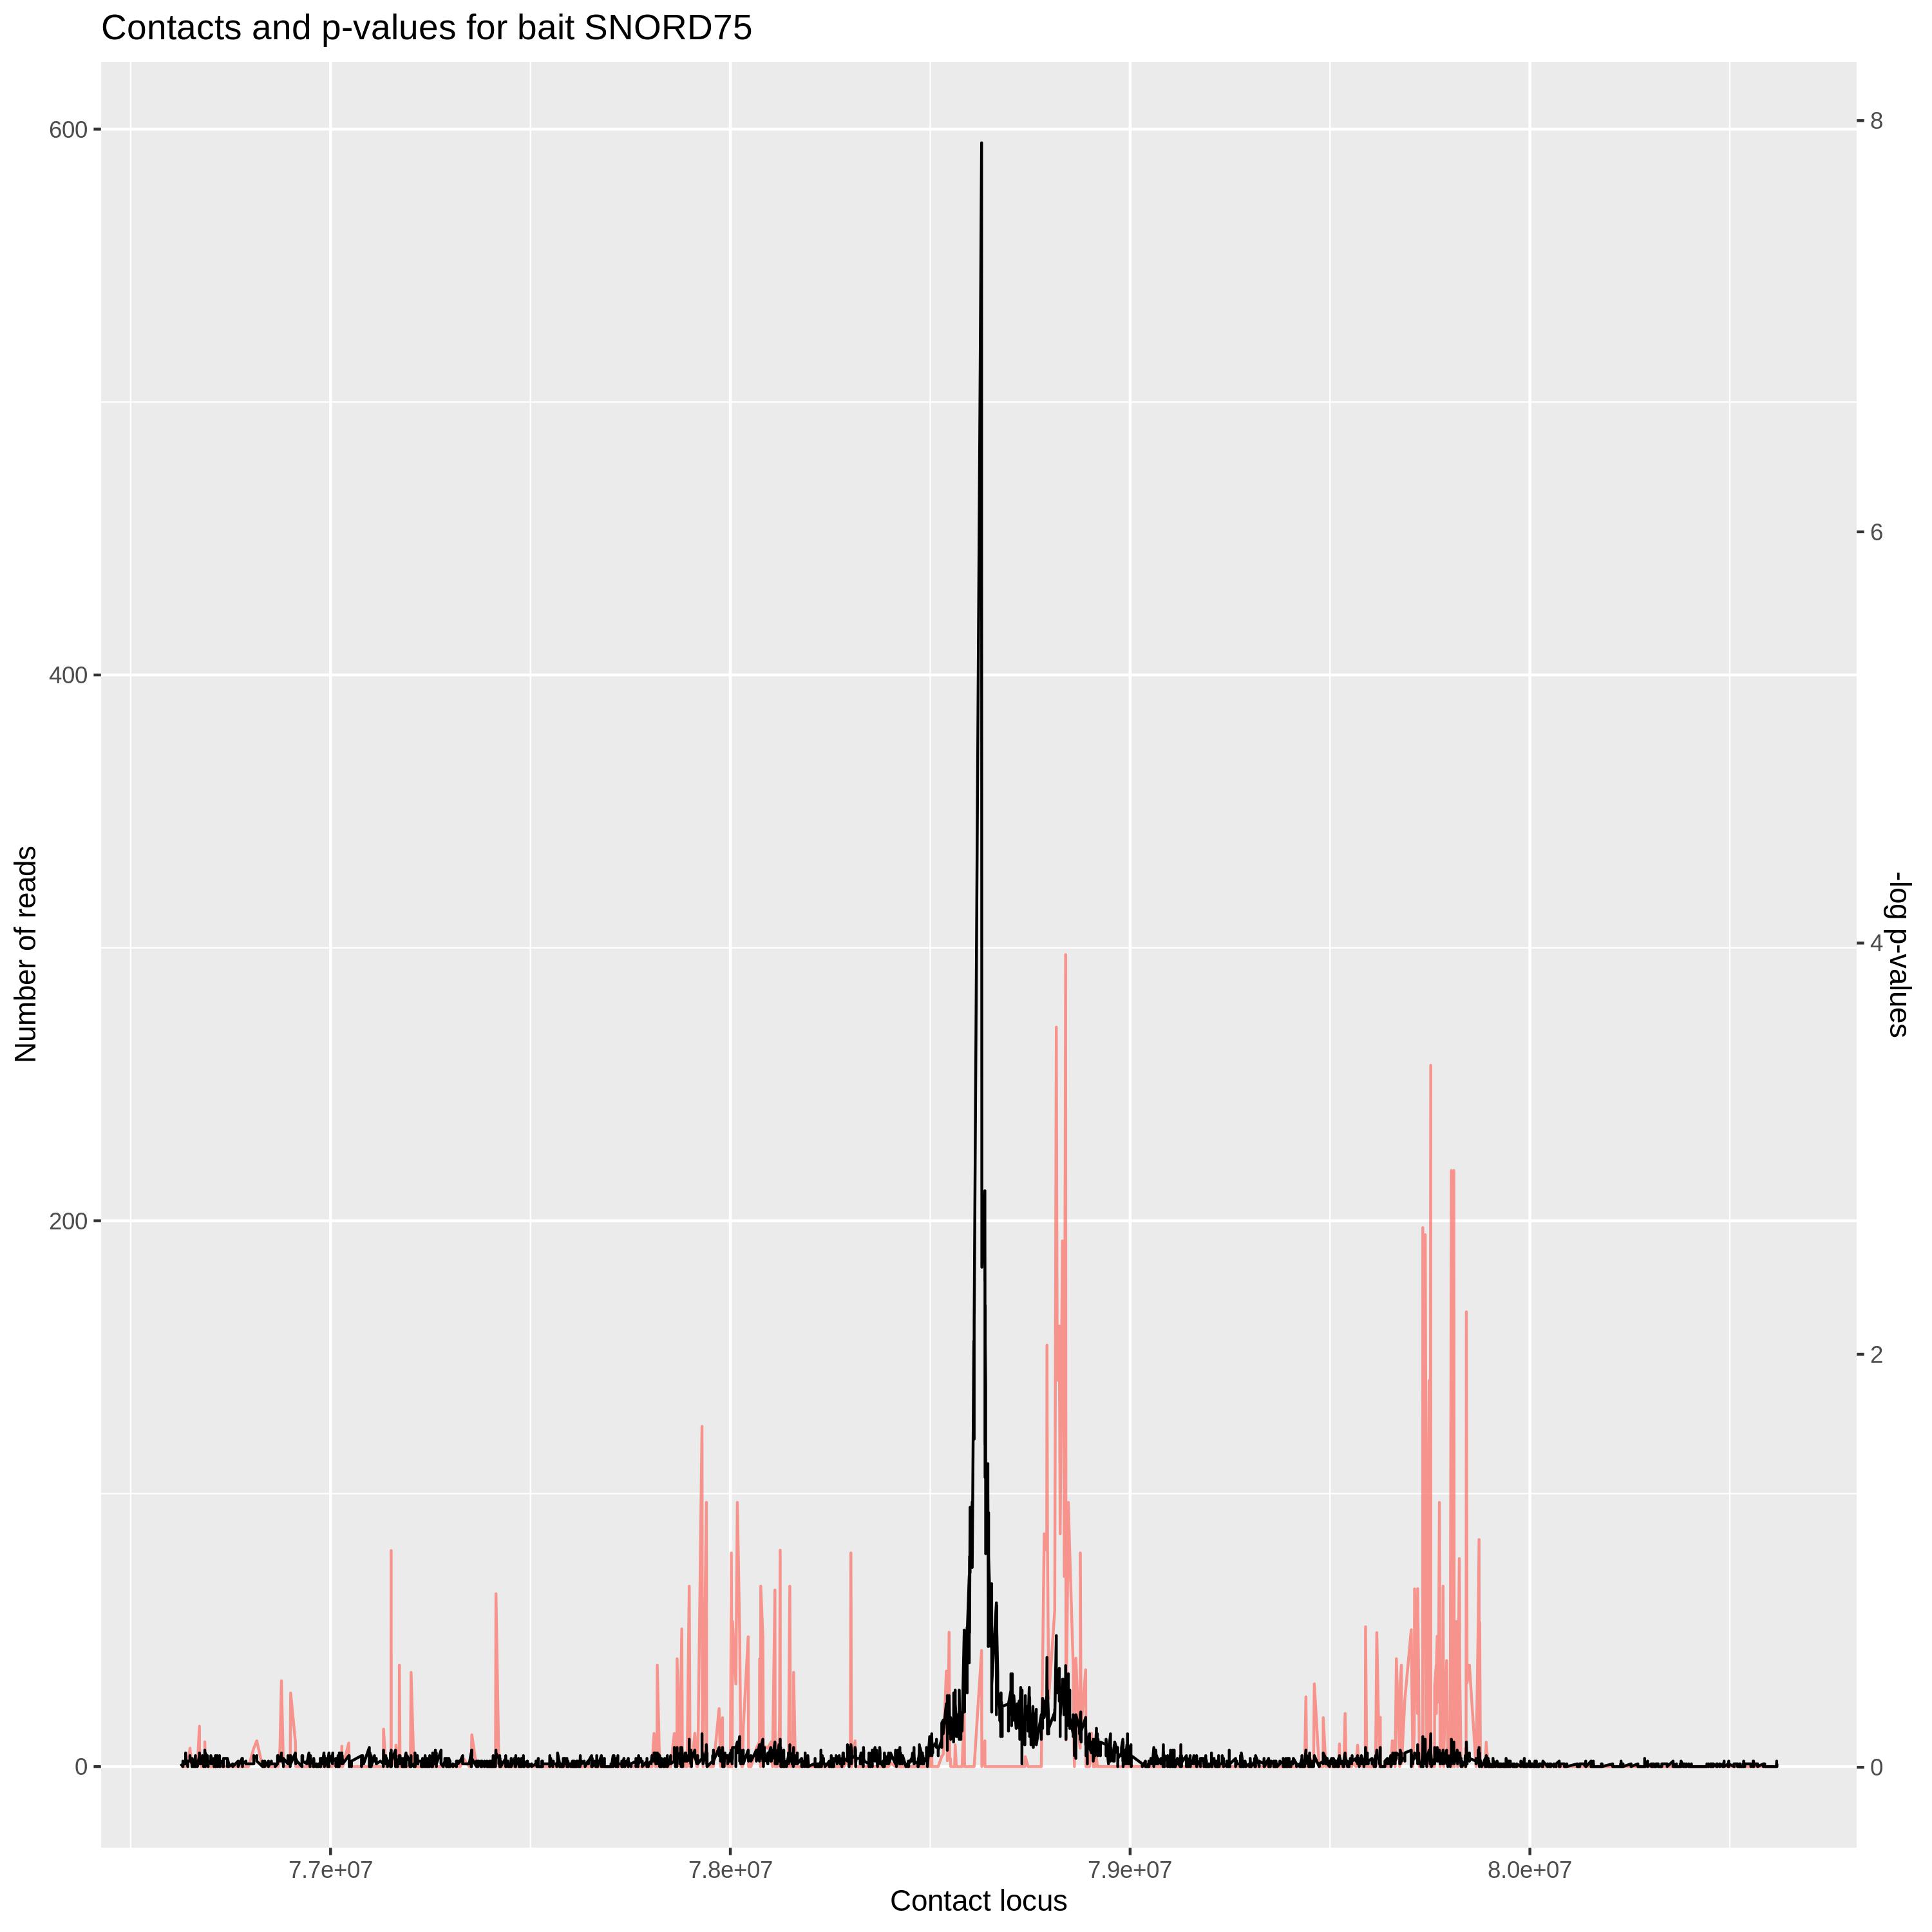 Contacts and p-values for bait SNORD75
600
400
200
0
Number of reads
8
6
4
2
0
-log p-values
7.7e+07
7.8e+07
7.9e+07
8.0e+07
Contact locus